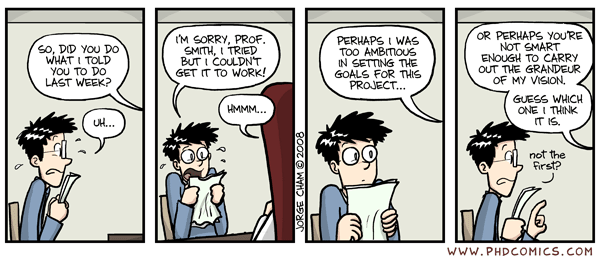 SO, DID YOU DO
WHAT I TOLD
YOU TO DO
LAST WEEK?
UH...
I'M SORRY, PROF.
SMITH, I TRIED
BUT I COULDN'T
GET IT TO WORK!
HMMM...
JORGE CHAM © 2008
PERHAPS I WAS
TOO AMBITIOUS
IN SETTING THE
GOALS FOR THIS
PROJECT...
OR PERHAPS YOU'RE
NOT SMART
ENOUGH TO CARRY
OUT THE GRANDEUR
OF MY VISION.
GUESS WHICH
ONE I THINK
IT IS.
not the
first?
WWW.PHDCOMICS.COM